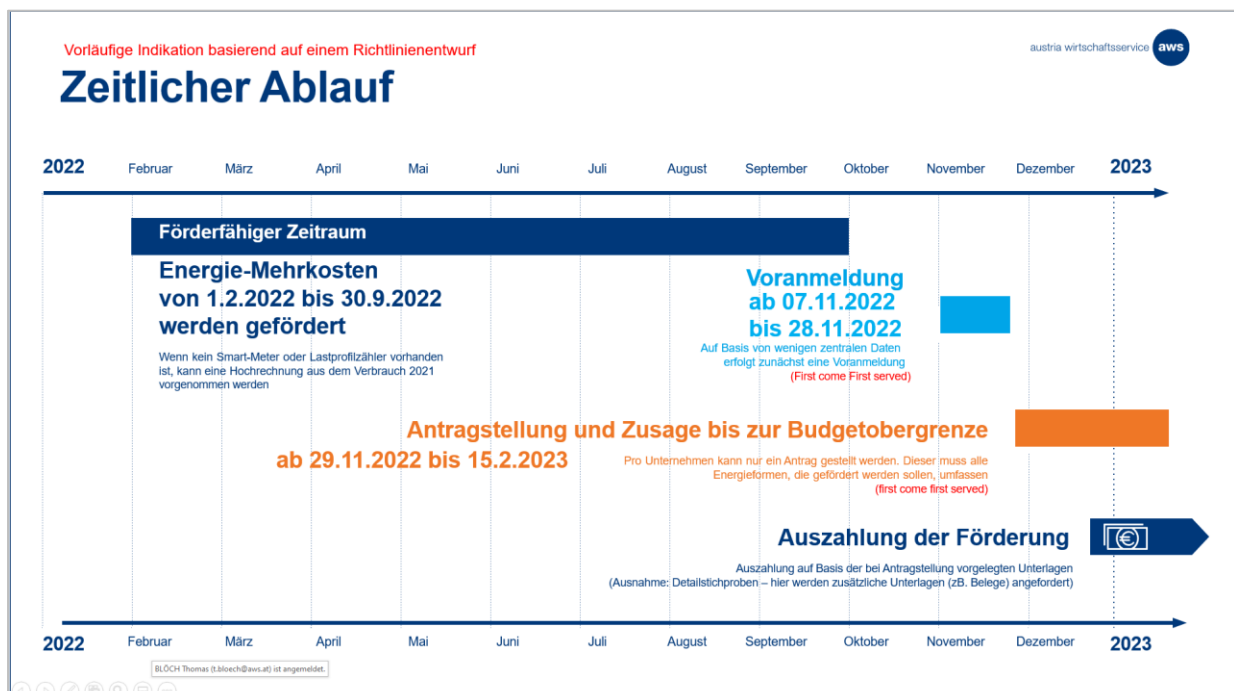 Vorläufige Indikation basierend auf einem Richtlinienentwurf
austria wirtschaftsservice aws
Zeitlicher Ablauf
2022 Februar März April Mai Juni Juli August September Oktober November Dezember 2023
Förderfähiger Zeitraum
Energie-Mehrkosten
von 1.2.2022 bis 30.9.2022
werden gefördert
Wenn kein Smart-Meter oder Lastprofilzähler vorhanden
ist, kann eine Hochrechnung aus dem Verbrauch 2021
vorgenommen werden
Voranmeldung
ab 07.11.2022
bis 28.11.2022
Auf Basis von wenigen zentralen Daten
erfolgt zunächst eine Voranmeldung
(First come First served)
Antragstellung und Zusage bis zur Budgetobergrenze
ab 29.11.2022 bis 15.2.2023
Pro Unternehmen kann nur ein Antrag gestellt werden. Dieser muss alle
Energieformen, die gefördert werden sollen, umfassen
(first come first served)
Auszahlung der Förderung
€
Auszahlung auf Basis der bei Antragstellung vorgelegten Unterlagen
(Ausnahme: Detailstichproben – hier werden zusätzliche Unterlagen (zB. Belege) angefordert)
2022 Februar März April Mai Juni Juli August September Oktober November Dezember 2023
BLÖCH Thomas (t.bloech@aws.at) ist angemeldet.